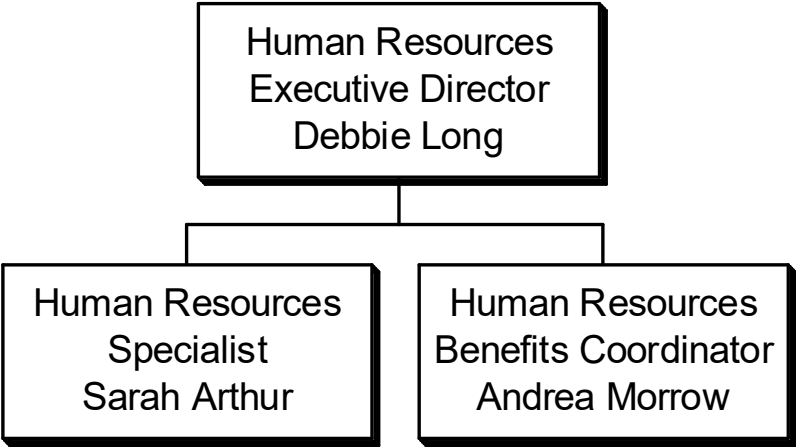 Human Resources
Executive Director
Debbie Long
Human Resources
Specialist
Sarah Arthur
Human Resources
Benefits Coordinator
Andrea Morrow